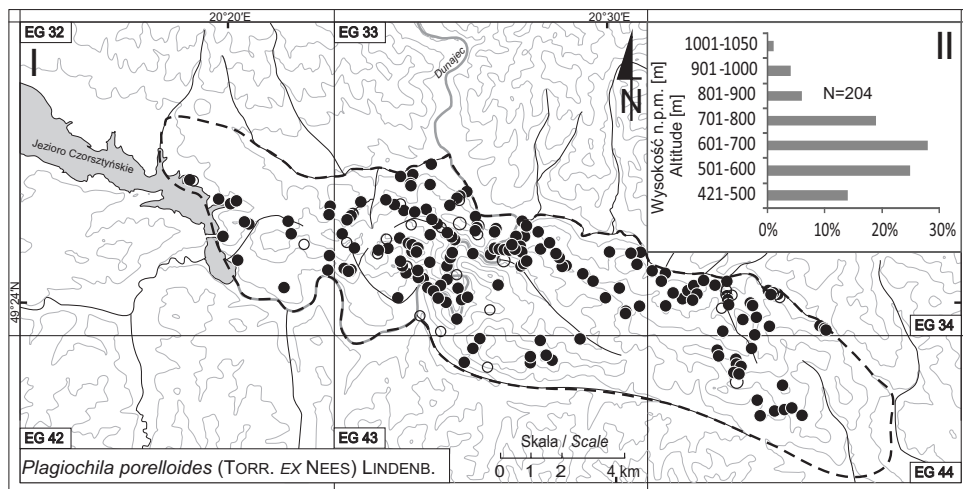 20°20'E
20°30'E
EG 32
EG 33
I
II
Dunajec
N
Jezioro Czorsztyńskie
49°24'N
Wysokość n.p.m. [m]
Altitude [m]
1001-1050
901-1000
801-900
701-800
601-700
501-600
421-500
N=204
0%
10%
20%
30%
EG 34
EG 42
EG 43
EG 44
Skala / Scale
0 1 2 4 km
Plagiochila porelloides (TORR. EX NEES) LINDENB.